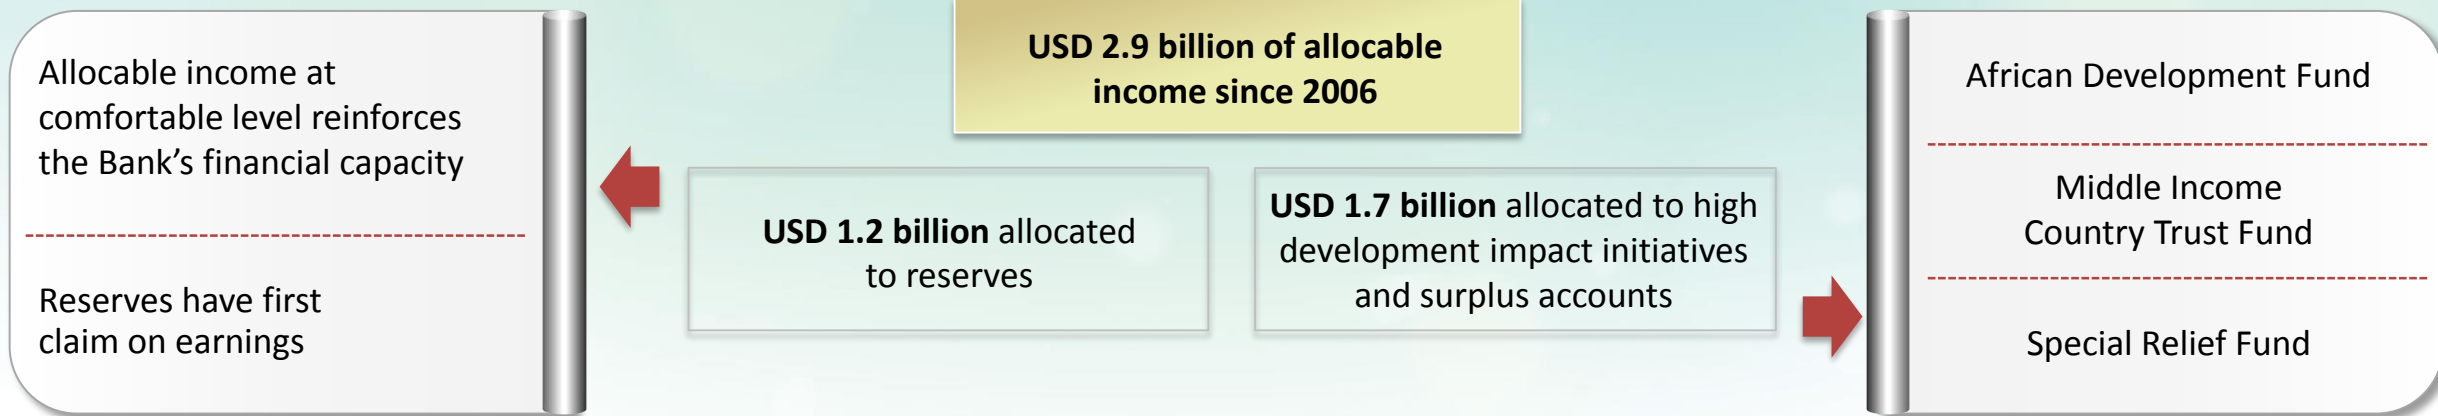 USD 2.9 billion of allocable
income since 2006
Allocable income at
comfortable level reinforces
the Bank’s financial capacity
Reserves have first
claim on earnings
USD 1.2 billion allocated
to reserves
USD 1.7 billion allocated to high
development impact initiatives
and surplus accounts
African Development Fund
Middle Income
Country Trust Fund
Special Relief Fund